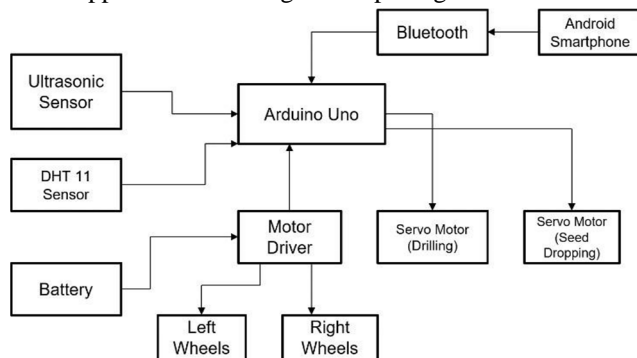 Bluetooth
Android
Smartphone
Ultrasonic
Sensor
Arduino Uno
DHT 11
Sensor
Motor
Driver
Servo Motor
(Drilling)
Servo Motor
(Seed
Dropping)
Battery
Left
Wheels
Right
Wheels